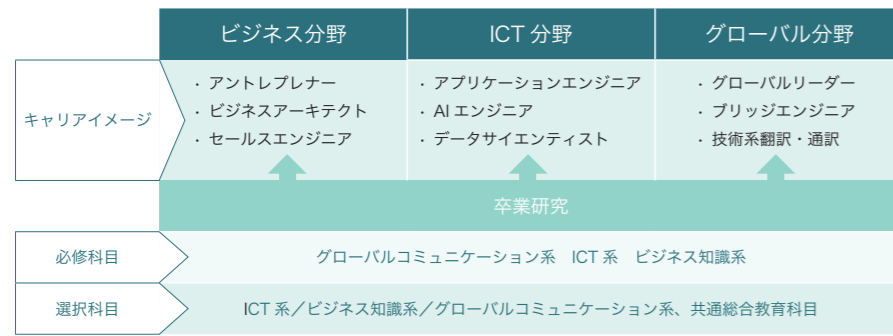 ビジネス分野
ICT 分野
グローバル分野
キャリアイメージ
・ アントレプレナー
・ ビジネスアーキテクト
・ セールスエンジニア
・ アプリケーションエンジニア
・ AI エンジニア
・ データサイエンティスト
・ グローバルリーダー
・ ブリッジエンジニア
・ 技術系翻訳・通訳
卒業研究
必修科目
グローバルコミュニケーション系　ICT 系　ビジネス知識系
選択科目
ICT 系／ビジネス知識系／グローバルコミュニケーション系、共通総合教育科目